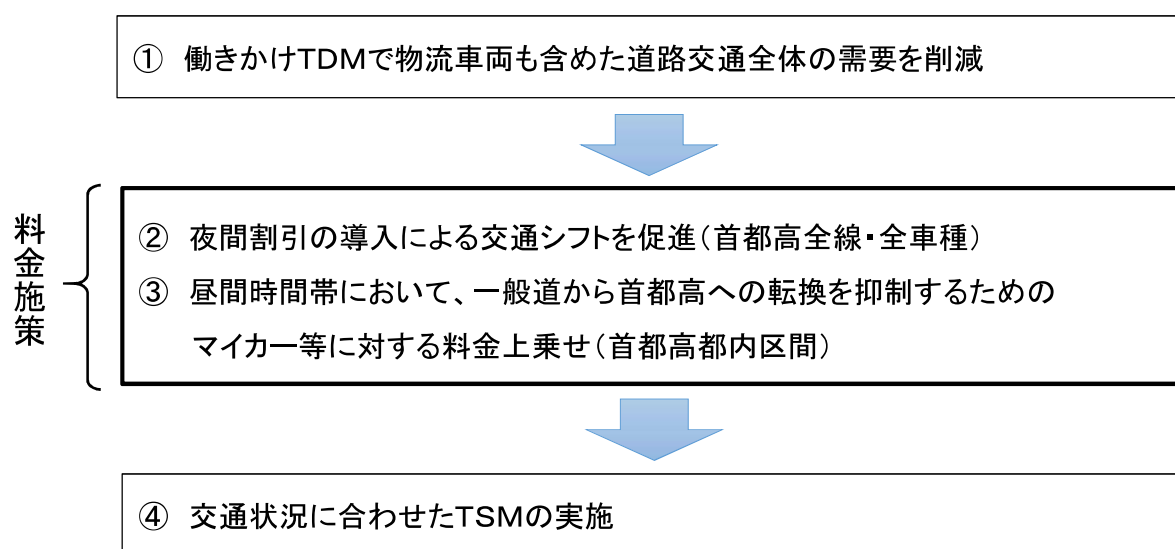 ① 働きかけTDMで物流車両も含めた道路交通全体の需要を削減
料金施策
② 夜間割引の導入による交通シフトを促進(首都高全線・全車種)
③ 昼間時間帯において、一般道から首都高への転換を抑制するための
マイカー等に対する料金上乗せ(首都高都内区間)
④ 交通状況に合わせたTSMの実施